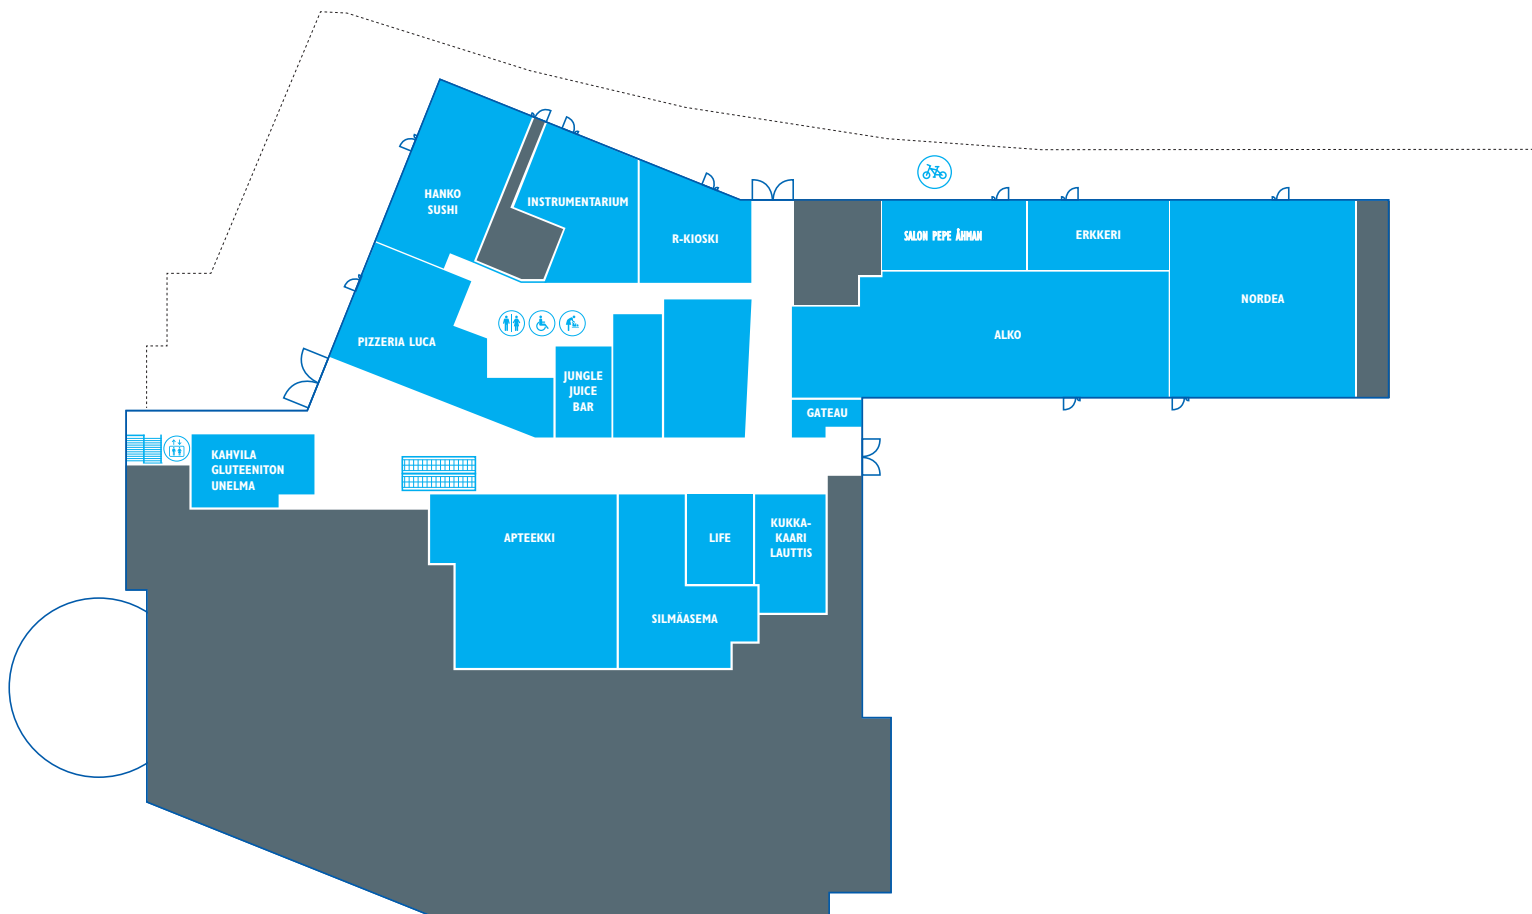 HANKO
SUSHI
INSTRUMENTARIUM
R-KIOSKI
SALON PEPE ÅHMAN
ERKKERI
NORDEA
ALKO
PIZZERIA LUCA
JUNGLE
JUICE
BAR
GATEAU
KAHVILA
GLUTEENITON
UNELMA
APTEEKKI
LIFE
KUKKA-
KAARI
LAUTTIS
SILMÄASEMA